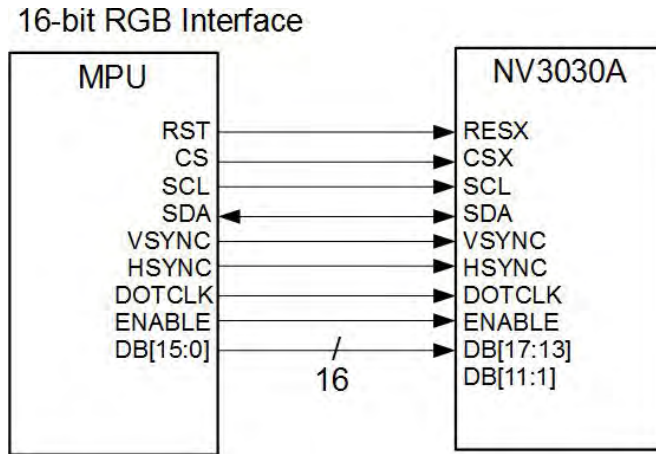 16-bit RGB Interface
MPU
NV3030A
RST
RESX
CS
CSX
SCL
SCL
SDA
SDA
VSYNC
VSYNC
HSYNC
HSYNC
DOTCLK
DOTCLK
ENABLE
ENABLE
DB[15:0]
DB[17:13]
16
DB[11:1]